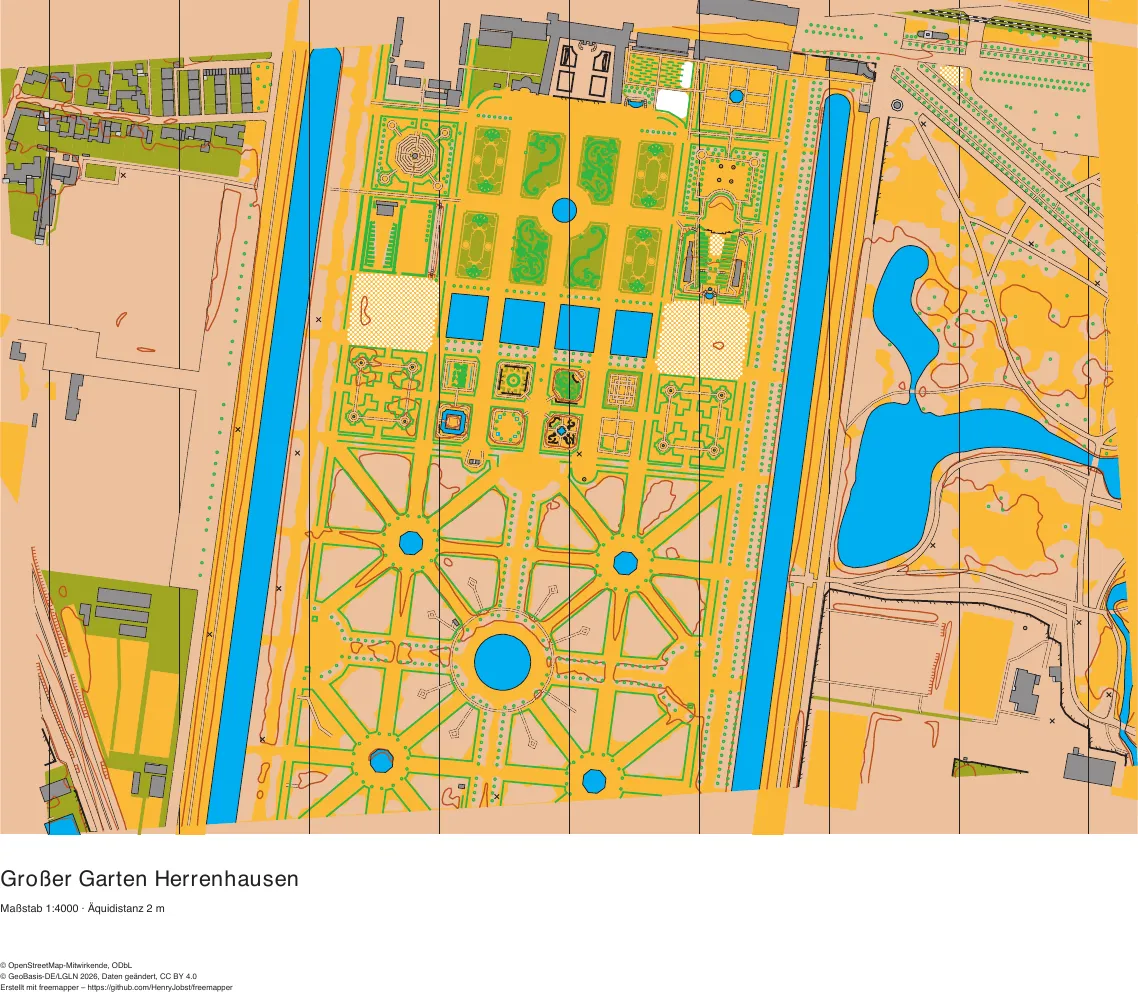 Großer Garten Herrenhausen
Maßstab 1:4000 · Äquidistanz 2 m
© OpenStreetMap-Mitwirkende, ODbL
© GeoBasis-DE/LGLN 2026, Daten geändert, CC BY 4.0
Erstellt mit freemapper – https://github.com/HenryJobst/freemapper